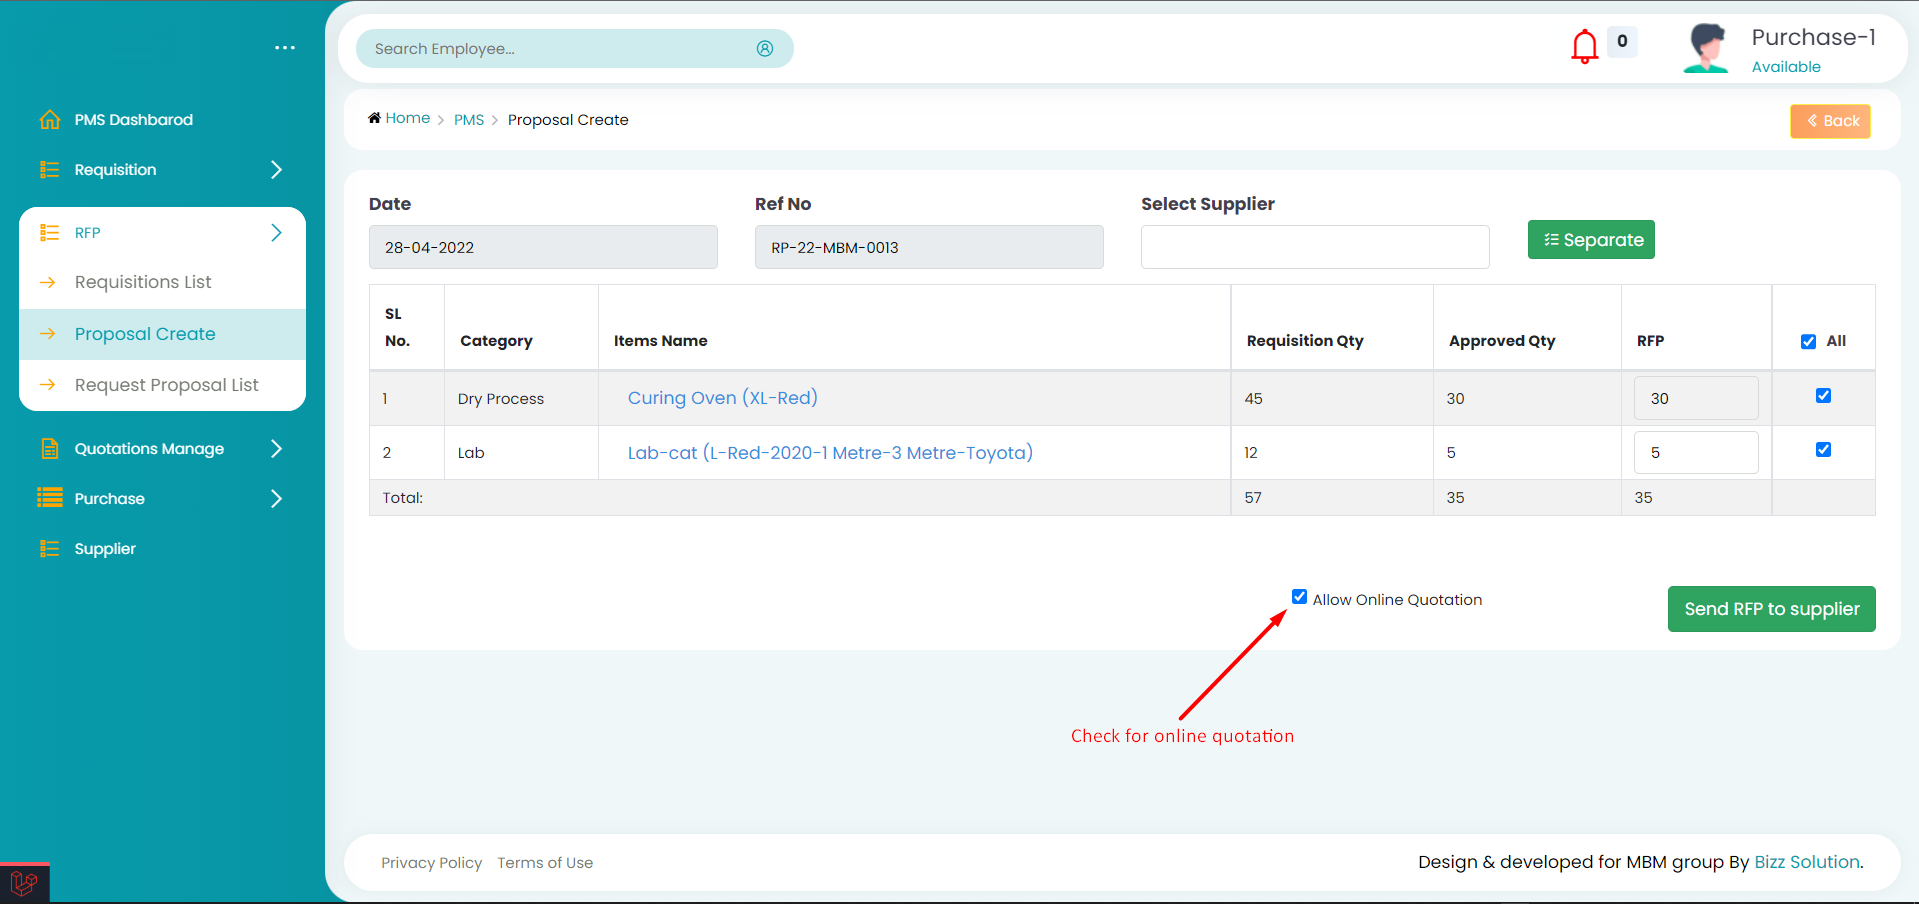 Search Employee...
0
Purchase-1
Available
PMS Dashbarod
Requisition
RFP
Requisitions List
Proposal Create
Request Proposal List
Quotations Manage
Purchase
Supplier
Home > PMS > Proposal Create
Back
Date
Ref No
Select Supplier
28-04-2022
RP-22-MBM-0013
Separate
SL No. Category Items Name Requisition Qty Approved Qty RFP All
1 Dry Process Curing Oven (XL-Red) 45 30 30
2 Lab Lab-cat (L-Red-2020-1 Metre-3 Metre-Toyota) 12 5 5
Total: 57 35 35
Allow Online Quotation
Send RFP to supplier
Check for online quotation
Privacy Policy Terms of Use
Design & developed for MBM group By Bizz Solution.